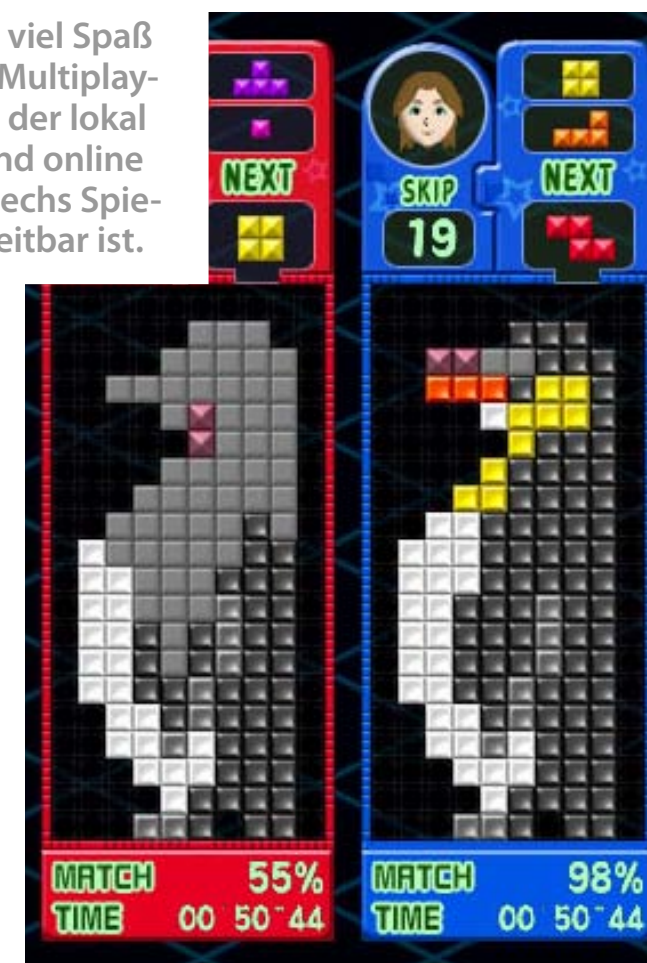 viel Spaß
Multiplay-
der lokal
nd online
echs Spie-
eitbar ist.
NEXT
SKIP
19
NEXT
MATCH 55%
TIME 00 50 44
MATCH 98%
TIME 00 50 44